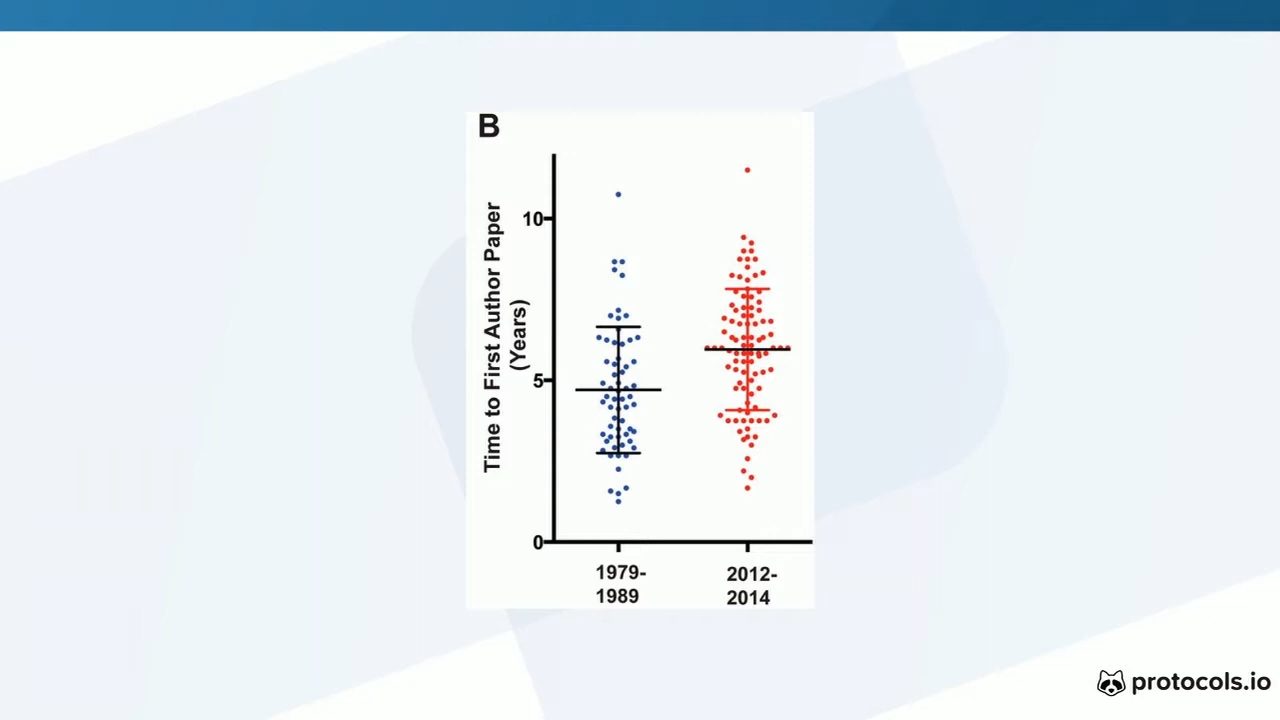 B
Time to First Author Paper
(Years)
10
5
0
1979-
1989
2012-
2014
protocols.io